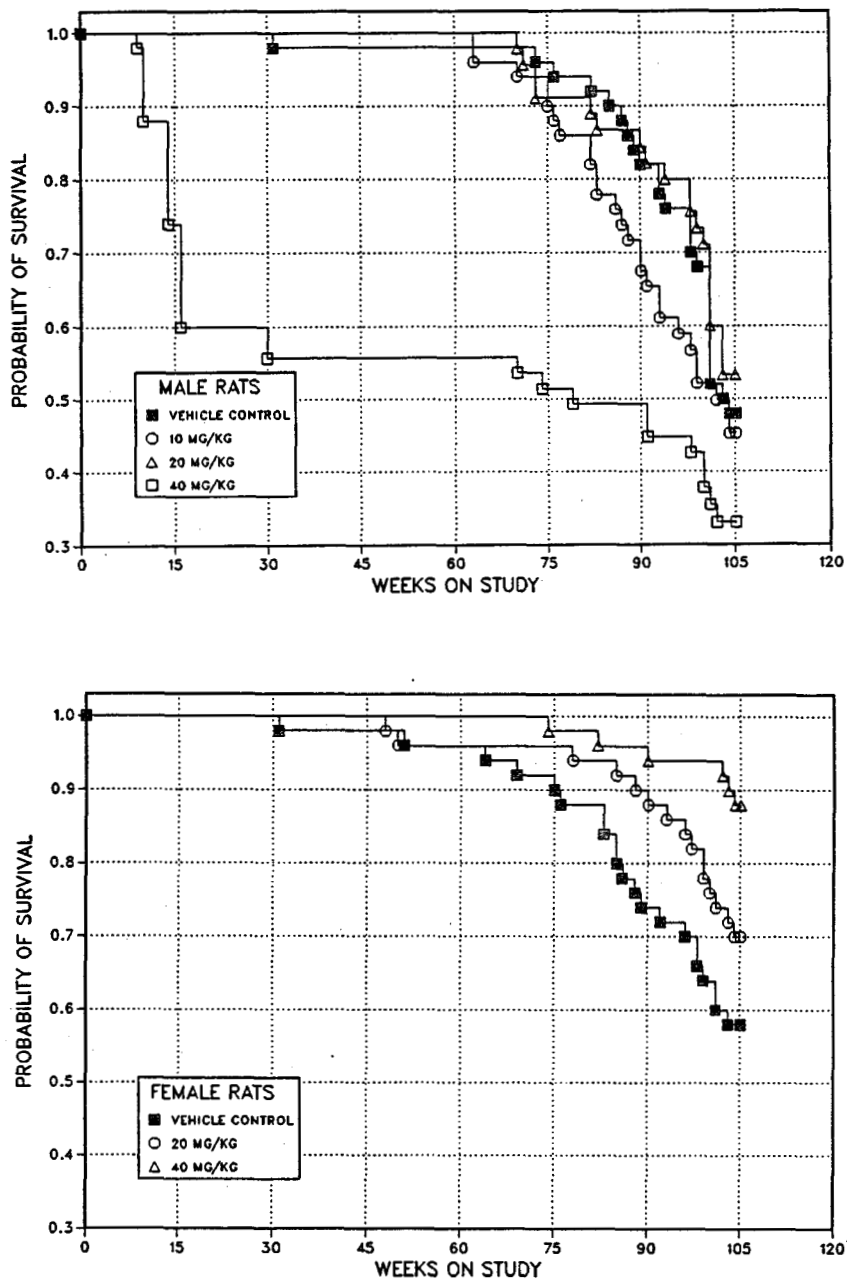 1.0
0.9
0.8
0.7
0.6
0.5
0.4
0.3
PROBABILITY OF SURVIVAL
MALE RATS
VEHICLE CONTROL
10 MG/KG
20 MG/KG
40 MG/KG
0 15 30 45 60 75 90 105 120
WEEKS ON STUDY
1.0
0.9
0.8
0.7
0.6
0.5
0.4
0.3
PROBABILITY OF SURVIVAL
FEMALE RATS
VEHICLE CONTROL
20 MG/KG
40 MG/KG
0 15 30 45 60 75 90 105 120
WEEKS ON STUDY